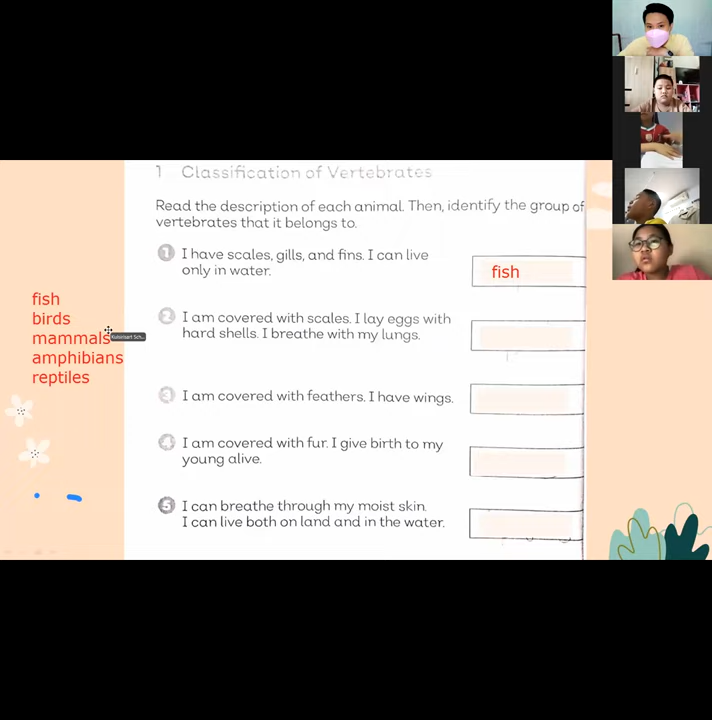 1 Classification of Vertebrates
Read the description of each animal. Then, identify the group of
vertebrates that it belongs to.
1 I have scales, gills, and fins. I can live
only in water.
fish
2 I am covered with scales. I lay eggs with
hard shells. I breathe with my lungs.
3 I am covered with feathers. I have wings.
4 I am covered with fur. I give birth to my
young alive.
5 I can breathe through my moist skin.
I can live both on land and in the water.
fish
birds
mammals
amphibians
reptiles